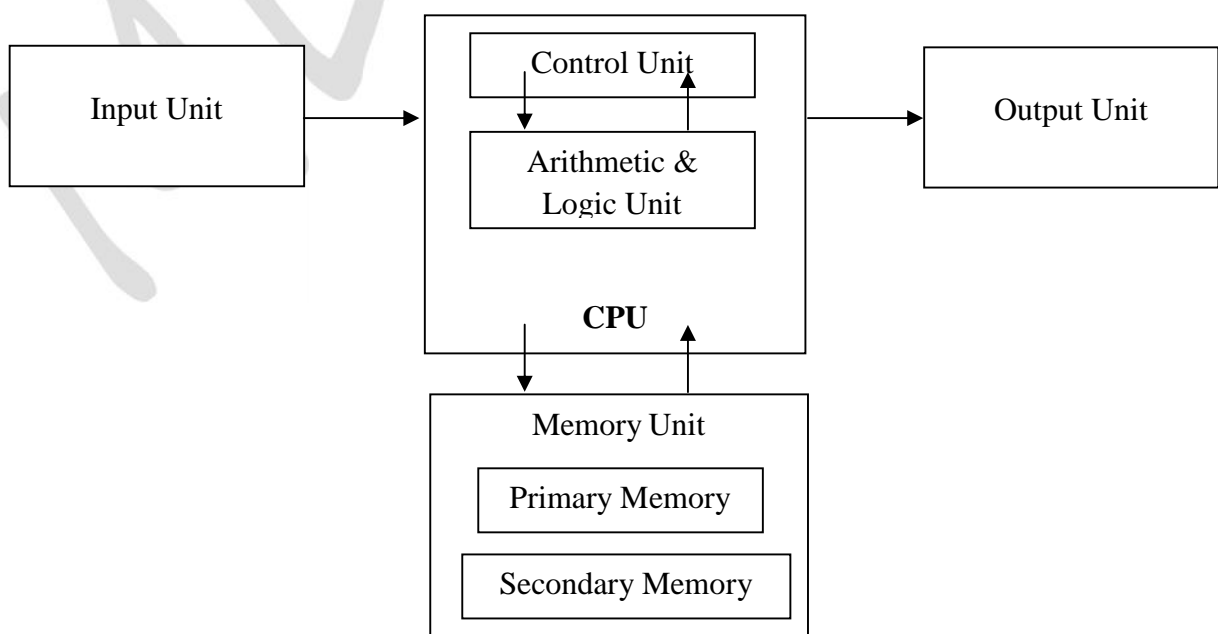 Input Unit
Control Unit
Arithmetic &
Logic Unit
CPU
Output Unit
Memory Unit
Primary Memory
Secondary Memory